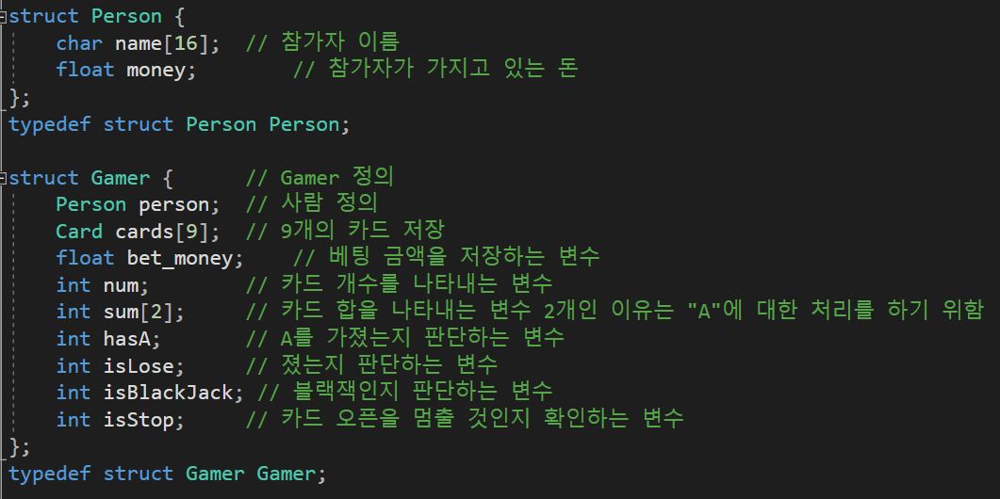 struct Person {
char name[16]; // 참가자 이름
float money; // 참가자가 가지고 있는 돈
};
typedef struct Person Person;
struct Gamer { // Gamer 정의
Person person; // 사람 정의
Card cards[9]; // 9개의 카드 저장
float bet_money; // 베팅 금액을 저장하는 변수
int num; // 카드 개수를 나타내는 변수
int sum[2]; // 카드 합을 나타내는 변수 2개인 이유는 "A"에 대한 처리를 하기 위함
int hasA; // A를 가졌는지 판단하는 변수
int isLose; // 졌는지 판단하는 변수
int isBlackJack; // 블랙잭인지 판단하는 변수
int isStop; // 카드 오픈을 멈출 것인지 확인하는 변수
};
typedef struct Gamer Gamer;